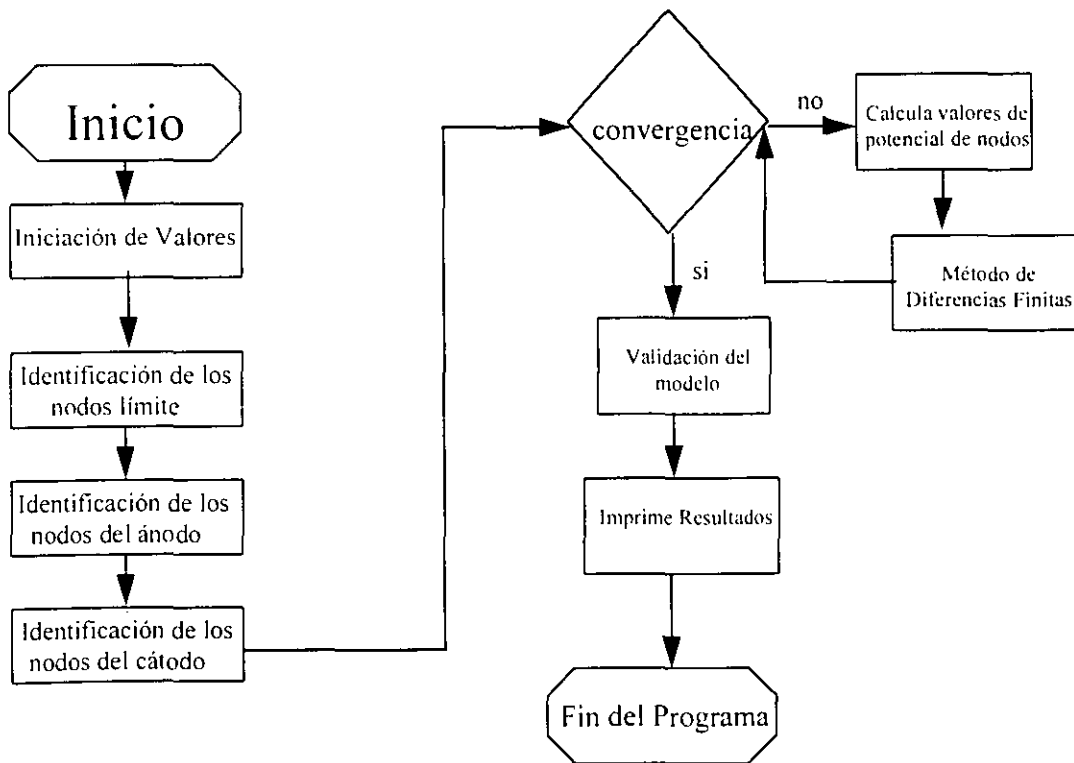 Inicio
Iniciación de Valores
Identificación de los
nodos límite
Identificación de los
nodos del ánodo
Identificación de los
nodos del cátodo
convergencia
no
Calcula valores de
potencial de nodos
Método de
Diferencias Finitas
si
Validación del
modelo
Imprime Resultados
Fin del Programa